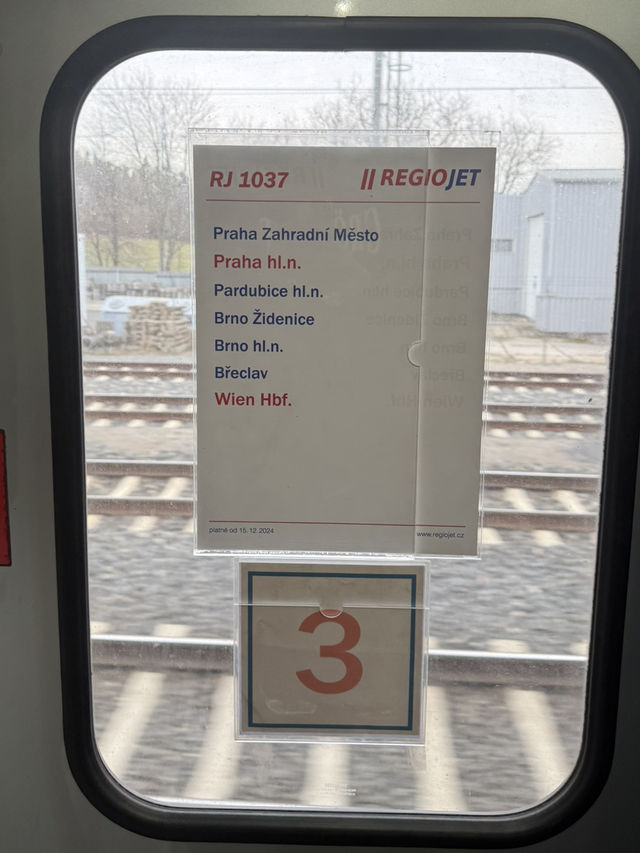 RJ 1037 || REGIOJET
Praha Zahradní Město
Praha hl.n.
Pardubice hl.n.
Brno Židenice
Brno hl.n.
Břeclav
Wien Hbf.
platné od 15.12.2024 www.regiojet.cz
3